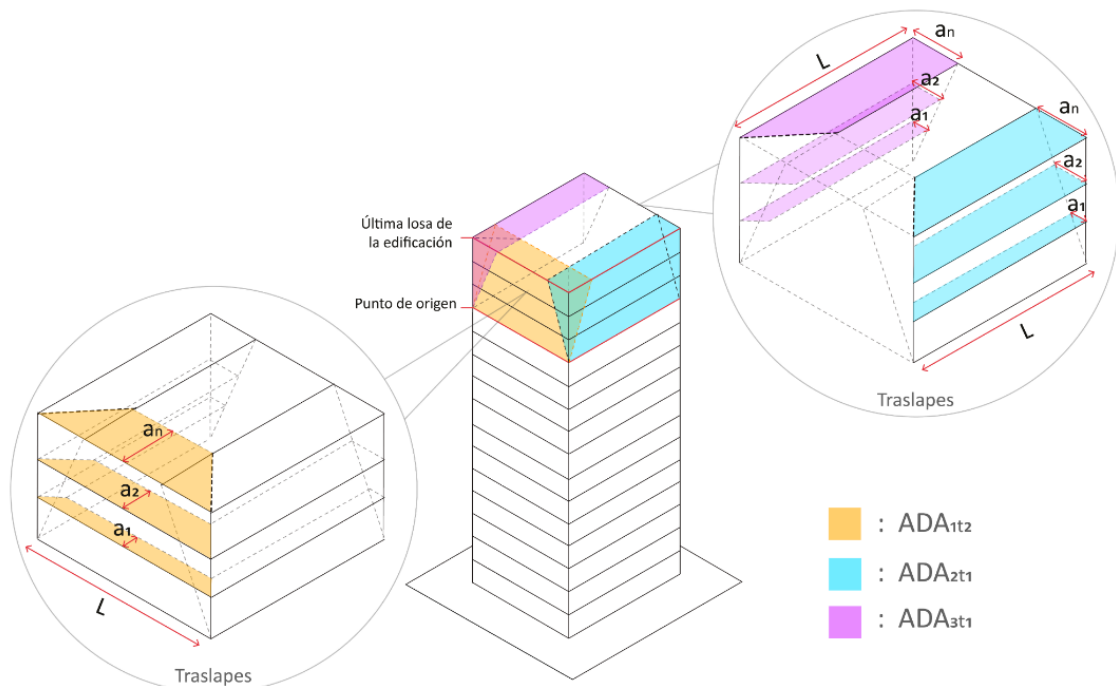 L
aₙ
a₂
a₁
aₙ
a₂
a₁
L
Traslapes
Última losa de
la edificación
Punto de origen
aₙ
a₂
a₁
L
Traslapes
: ADA₁t₂
: ADA₂t₁
: ADA₃t₁